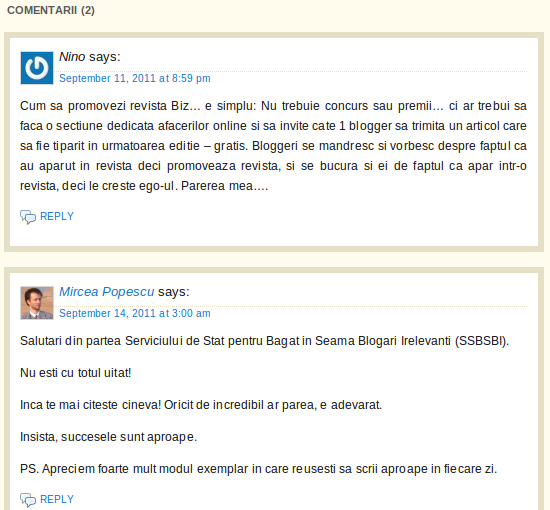 COMENTARII (2)
Nino says:
September 11, 2011 at 8:59 pm
Cum sa promovezi revista Biz… e simplu: Nu trebuie concurs sau premii… ci ar trebui sa
faca o sectiune dedicata afacerilor online si sa invite cate 1 blogger sa trimita un articol care
sa fie tiparit in urmatoarea editie – gratis. Bloggeri se mandresc si vorbesc despre faptul ca
au aparut in revista deci promoveaza revista, si se bucura si ei de faptul ca apar intr-o
revista, deci le creste ego-ul. Parerea mea….
REPLY
Mircea Popescu says:
September 14, 2011 at 3:00 am
Salutari din partea Serviciului de Stat pentru Bagat in Seama Blogari Irelevanti (SSBSBI).
Nu esti cu totul uitat!
Inca te mai citeste cineva! Oricit de incredibil ar parea, e adevarat.
Insista, succesele sunt aproape.
PS. Apreciem foarte mult modul exemplar in care reusesti sa scrii aproape in fiecare zi.
REPLY